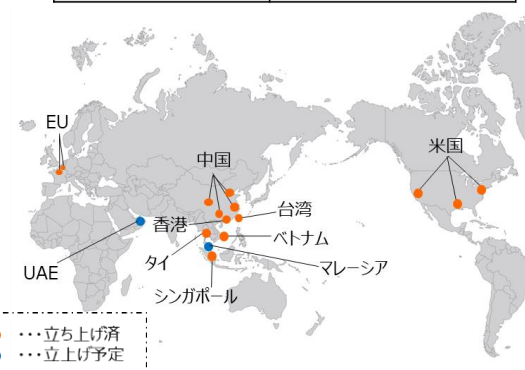 EU
中国
米国
台湾
香港
ベトナム
タイ
マレーシア
UAE
シンガポール
・・・立ち上げ済
・・・立上げ予定